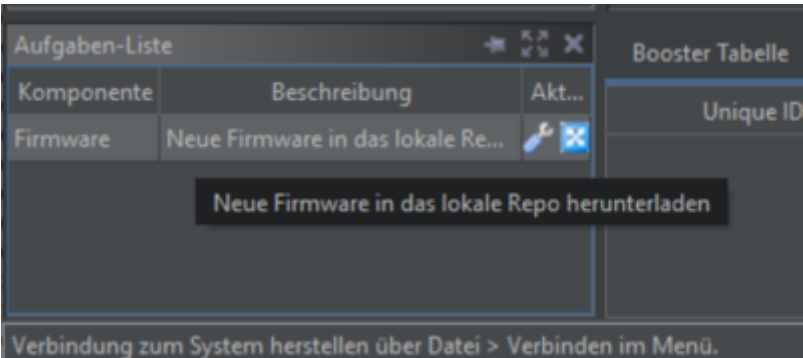 Aufgaben-Liste
Booster Tabelle
Komponente Beschreibung Akt...
Unique ID
Firmware Neue Firmware in das lokale Re...
Neue Firmware in das lokale Repo herunterladen
Verbindung zum System herstellen über Datei > Verbinden im Menü.